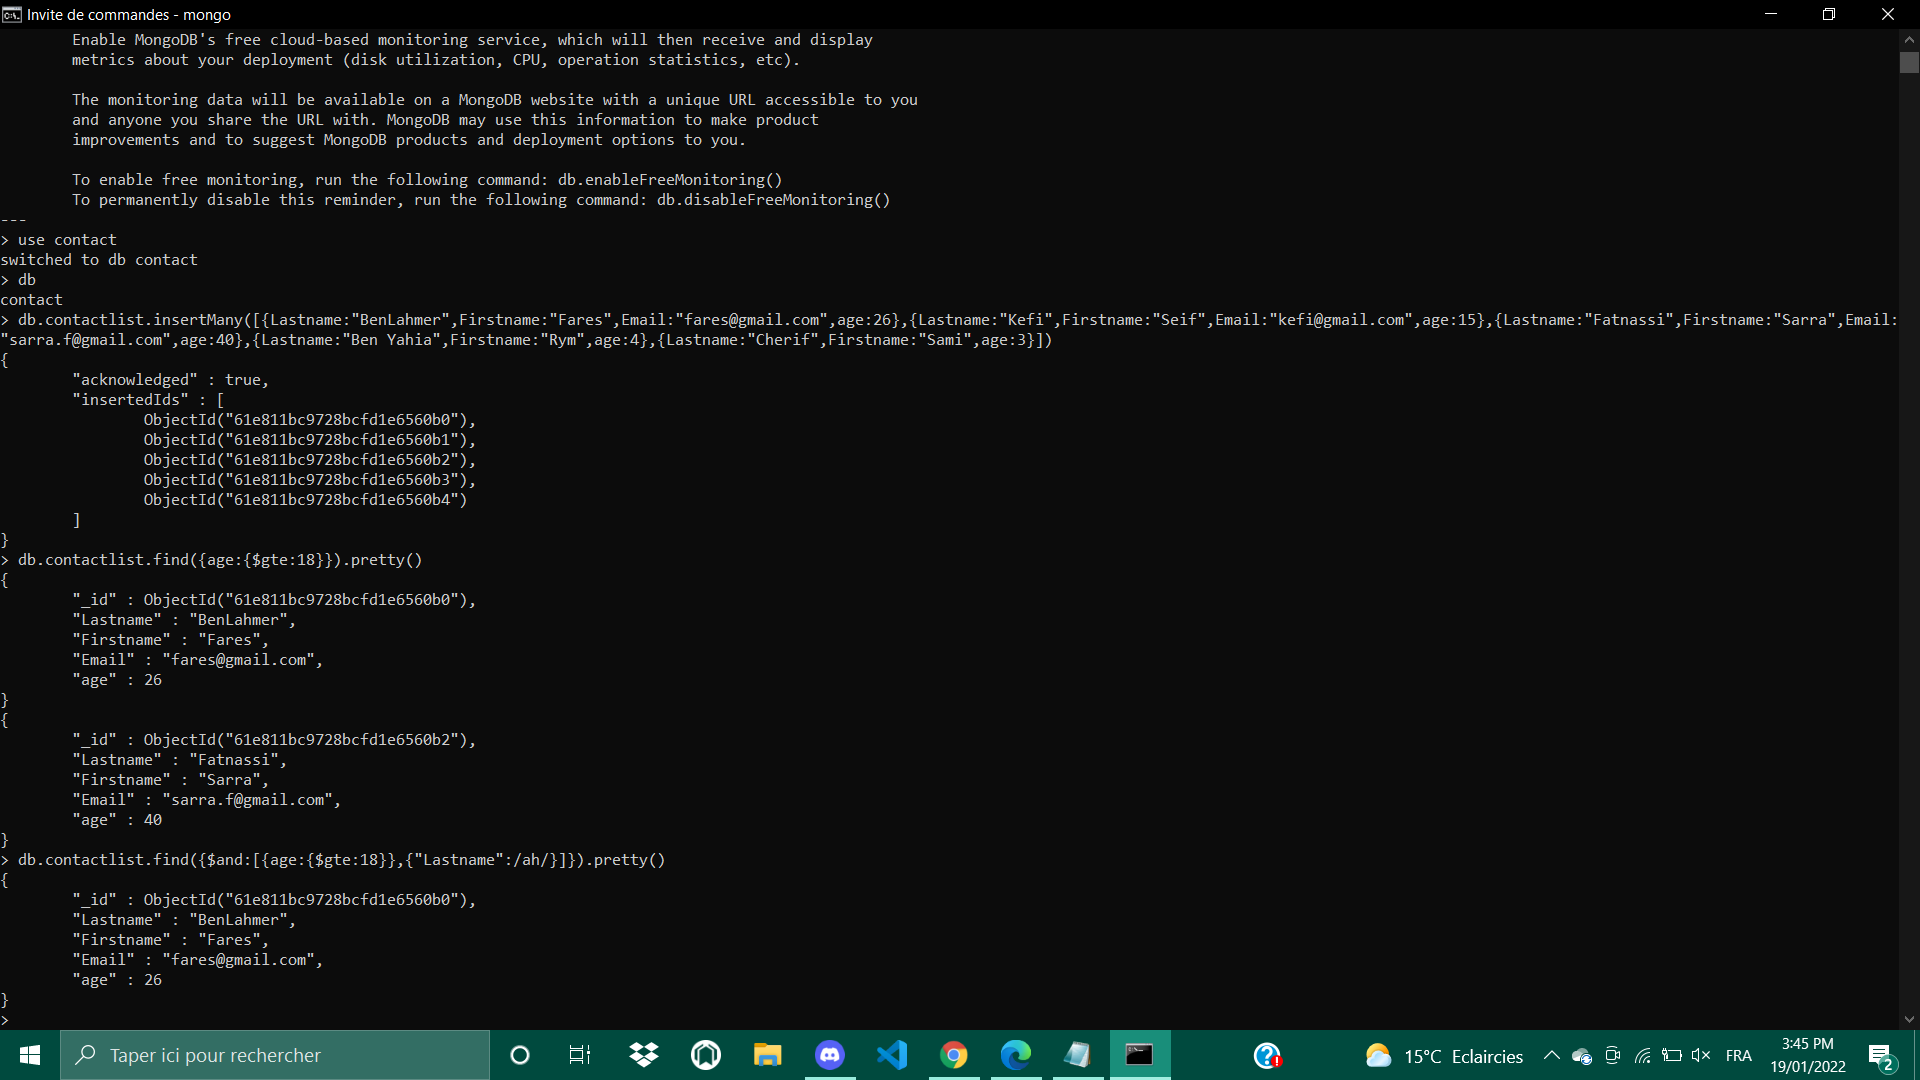 Invite de commandes - mongo
Enable MongoDB's free cloud-based monitoring service, which will then receive and display
metrics about your deployment (disk utilization, CPU, operation statistics, etc).
The monitoring data will be available on a MongoDB website with a unique URL accessible to you
and anyone you share the URL with. MongoDB may use this information to make product
improvements and to suggest MongoDB products and deployment options to you.
To enable free monitoring, run the following command: db.enableFreeMonitoring()
To permanently disable this reminder, run the following command: db.disableFreeMonitoring()
---
> use contact
switched to db contact
> db
contact
> db.contactlist.insertMany([{Lastname:"BenLahmer",Firstname:"Fares",Email:"fares@gmail.com",age:26},{Lastname:"Kefi",Firstname:"Seif",Email:"kefi@gmail.com",age:15},{Lastname:"Fatnassi",Firstname:"Sarra",Email:
"sarra.f@gmail.com",age:40},{Lastname:"Ben Yahia",Firstname:"Rym",age:4},{Lastname:"Cherif",Firstname:"Sami",age:3}])
{
"acknowledged" : true,
"insertedIds" : [
ObjectId("61e811bc9728bcfd1e6560b0"),
ObjectId("61e811bc9728bcfd1e6560b1"),
ObjectId("61e811bc9728bcfd1e6560b2"),
ObjectId("61e811bc9728bcfd1e6560b3"),
ObjectId("61e811bc9728bcfd1e6560b4")
]
}
> db.contactlist.find({age:{$gte:18}}).pretty()
{
"_id" : ObjectId("61e811bc9728bcfd1e6560b0"),
"Lastname" : "BenLahmer",
"Firstname" : "Fares",
"Email" : "fares@gmail.com",
"age" : 26
}
{
"_id" : ObjectId("61e811bc9728bcfd1e6560b2"),
"Lastname" : "Fatnassi",
"Firstname" : "Sarra",
"Email" : "sarra.f@gmail.com",
"age" : 40
}
> db.contactlist.find({$and:[{age:{$gte:18}},{"Lastname":/ah/}]}).pretty()
{
"_id" : ObjectId("61e811bc9728bcfd1e6560b0"),
"Lastname" : "BenLahmer",
"Firstname" : "Fares",
"Email" : "fares@gmail.com",
"age" : 26
}
>
Taper ici pour rechercher
15°C Eclaircies
FRA
3:45 PM
19/01/2022
2